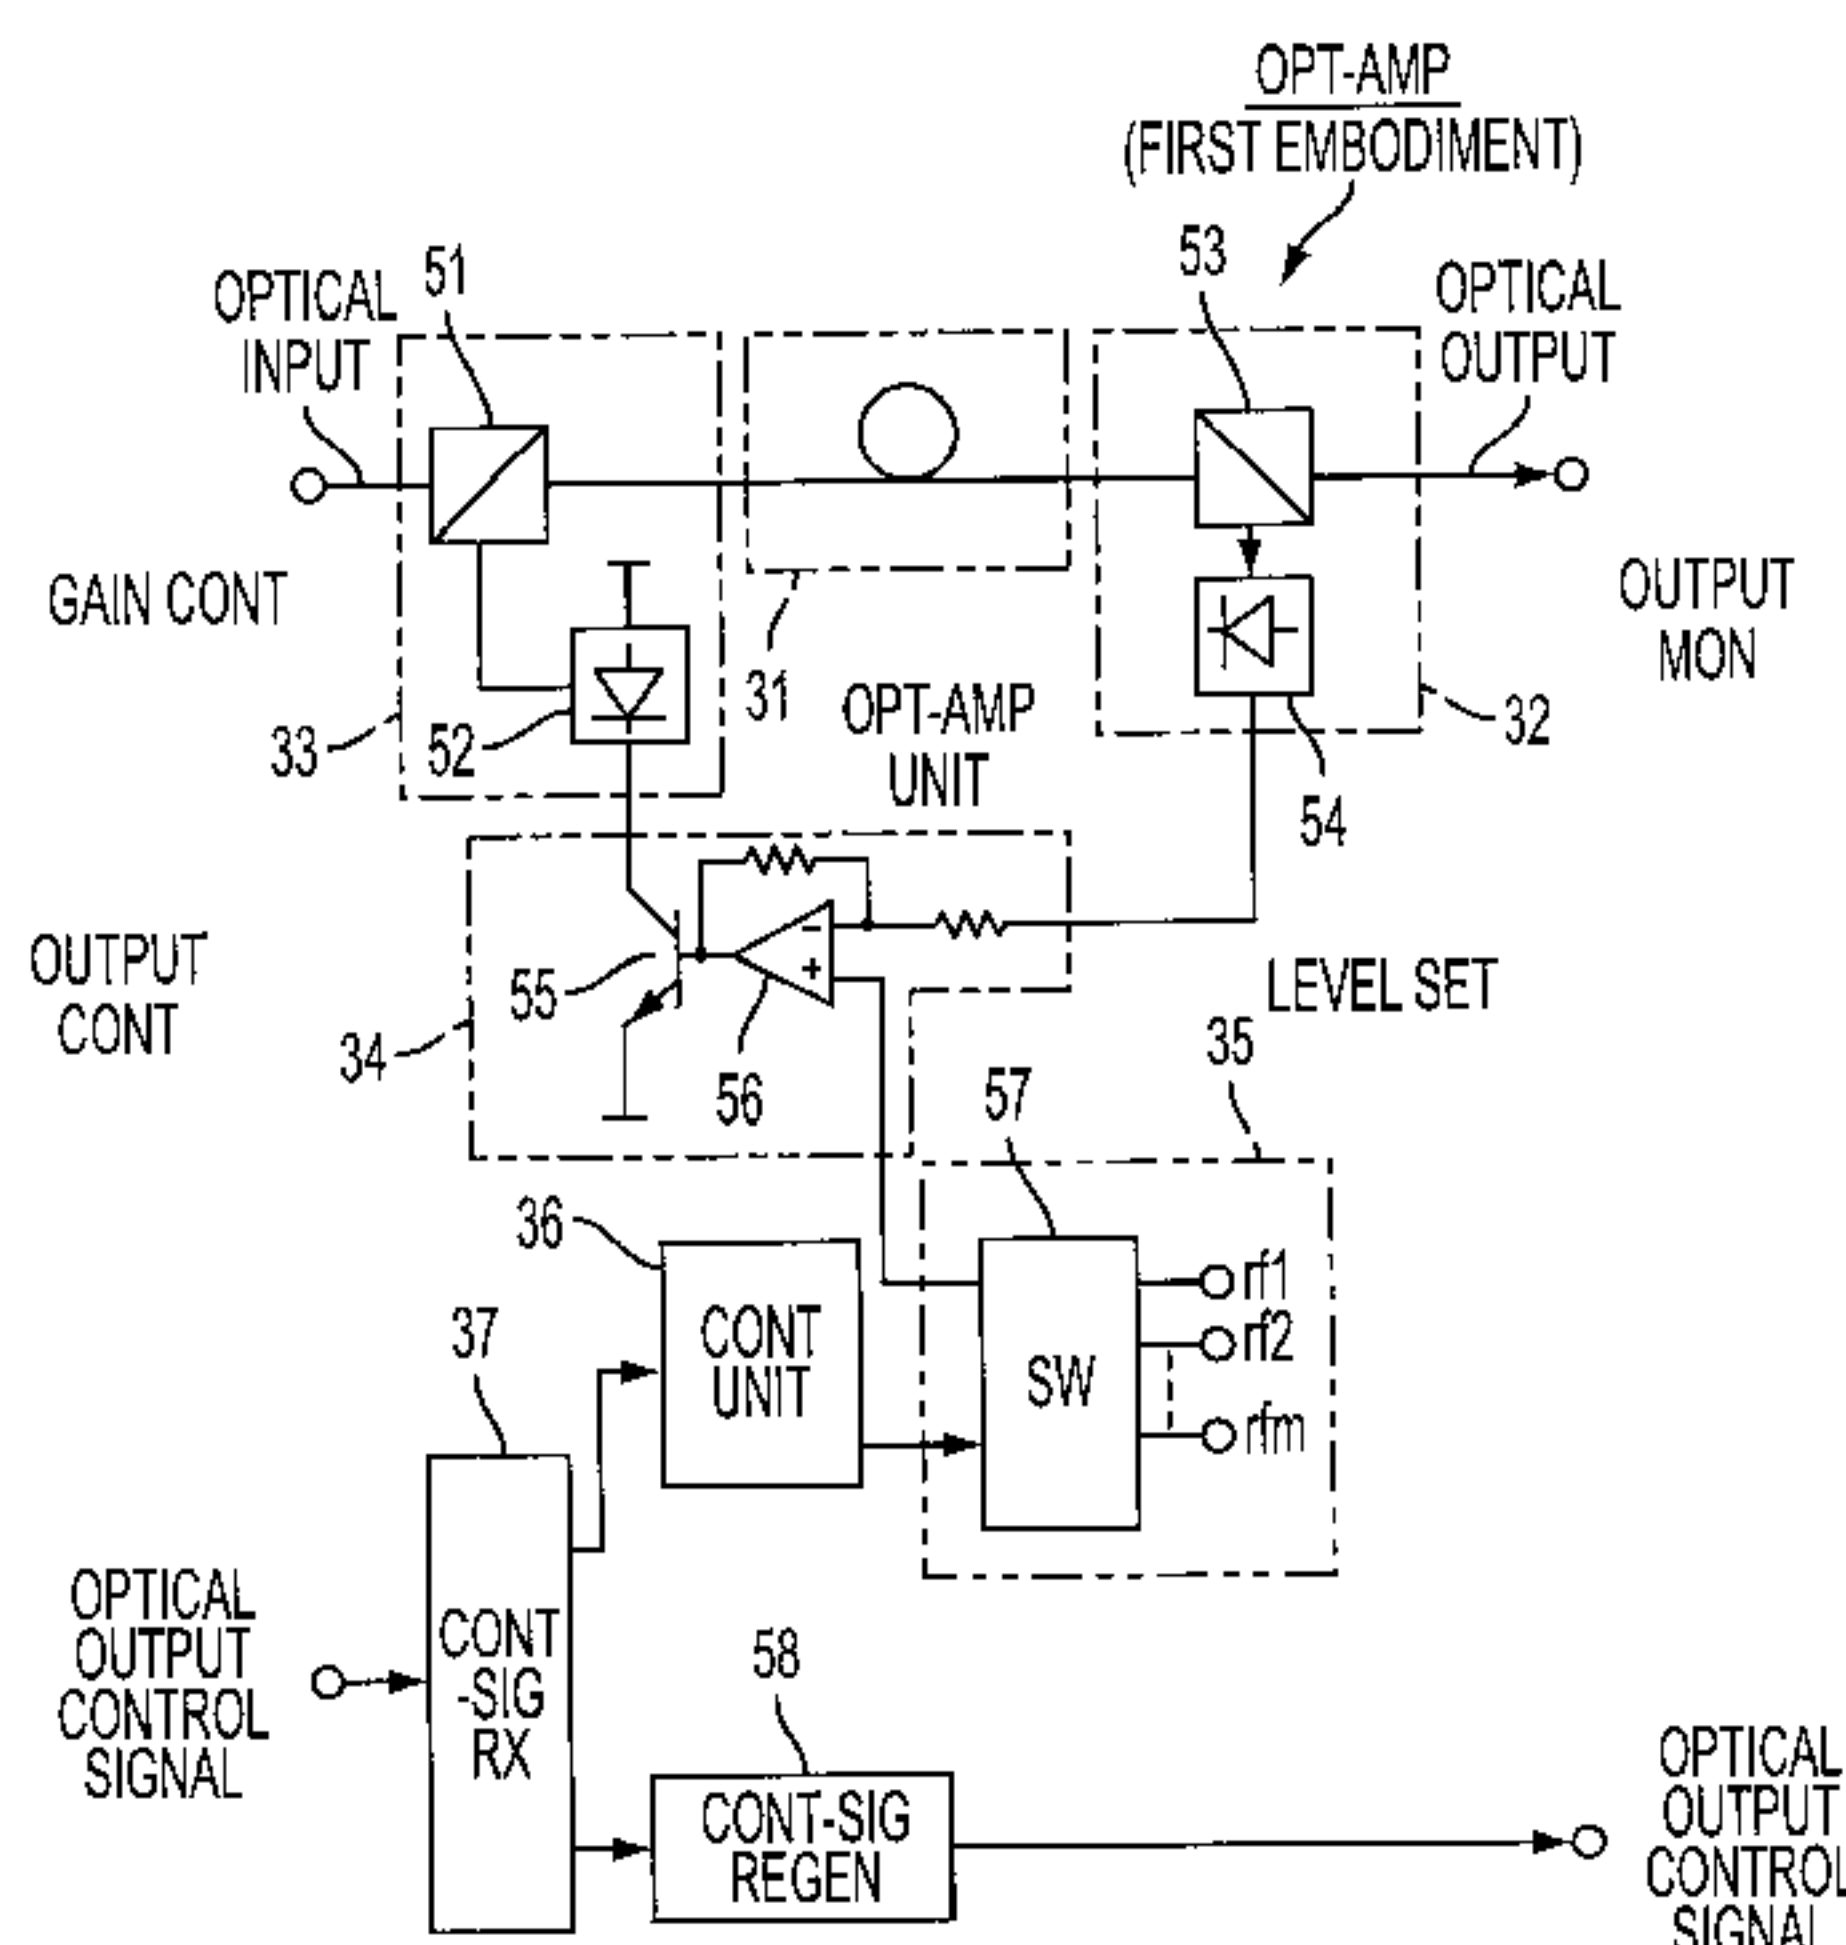 OPT-AMP
(FIRST EMBODIMENT)
51
53
OPTICAL
INPUT
OPTICAL
OUTPUT
GAIN CONT
OUTPUT
MON
31
33
52
OPT-AMP
UNIT
32
54
OUTPUT
CONT
-
+
55
LEVEL SET
34
56
57
35
36
CONT
UNIT
SW
rf1
rf2
rfm
37
OPTICAL
OUTPUT
CONTROL
SIGNAL
CONT
-SIG
RX
58
CONT-SIG
REGEN
OPTICAL
OUTPUT
CONTROL
SIGNAL